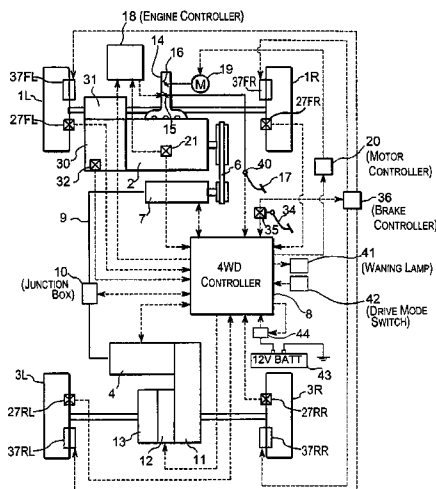 18 (ENGINE CONTROLLER)
14
16
19
M
37FL
1L
31
37FR
1R
27FL
27FR
15
30
32
21
2
6
40
17
20
(MOTOR CONTROLLER)
7
34
35
36
(BRAKE CONTROLLER)
9
4WD CONTROLLER
41
(WANING LAMP)
10
(JUNCTION BOX)
8
42
(DRIVE MODE SWITCH)
44
12V BATT
43
4
3L
3R
27RL
27RR
13
12
11
37RL
37RR